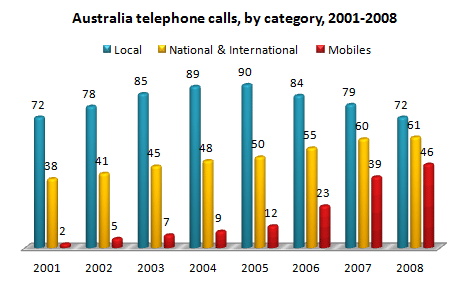 Australia telephone calls, by category, 2001-2008
Local National & International Mobiles
72 38 2
78 41 5
85 45 7
89 48 9
90 50 12
84 55 23
79 60 39
72 61 46
2001 2002 2003 2004 2005 2006 2007 2008